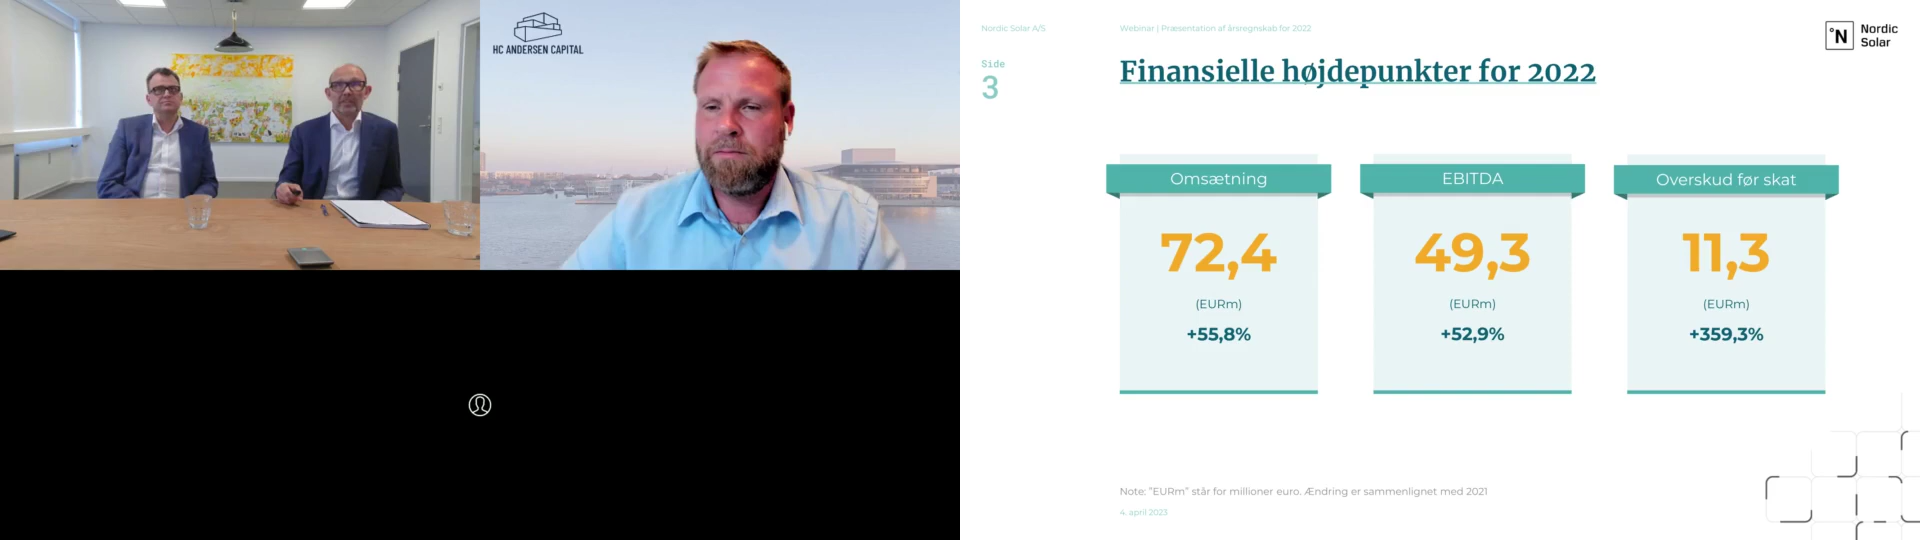 HC ANDERSEN CAPITAL
Nordic Solar A/S
Webinar | Præsentation af årsregnskab for 2022
°N Nordic
Solar
Side
3
Finansielle højdepunkter for 2022
Omsætning
72,4
(EURm)
+55,8%
EBITDA
49,3
(EURm)
+52,9%
Overskud før skat
11,3
(EURm)
+359,3%
Note: ”EURm” står for millioner euro. Ændring er sammenlignet med 2021
4. april 2023